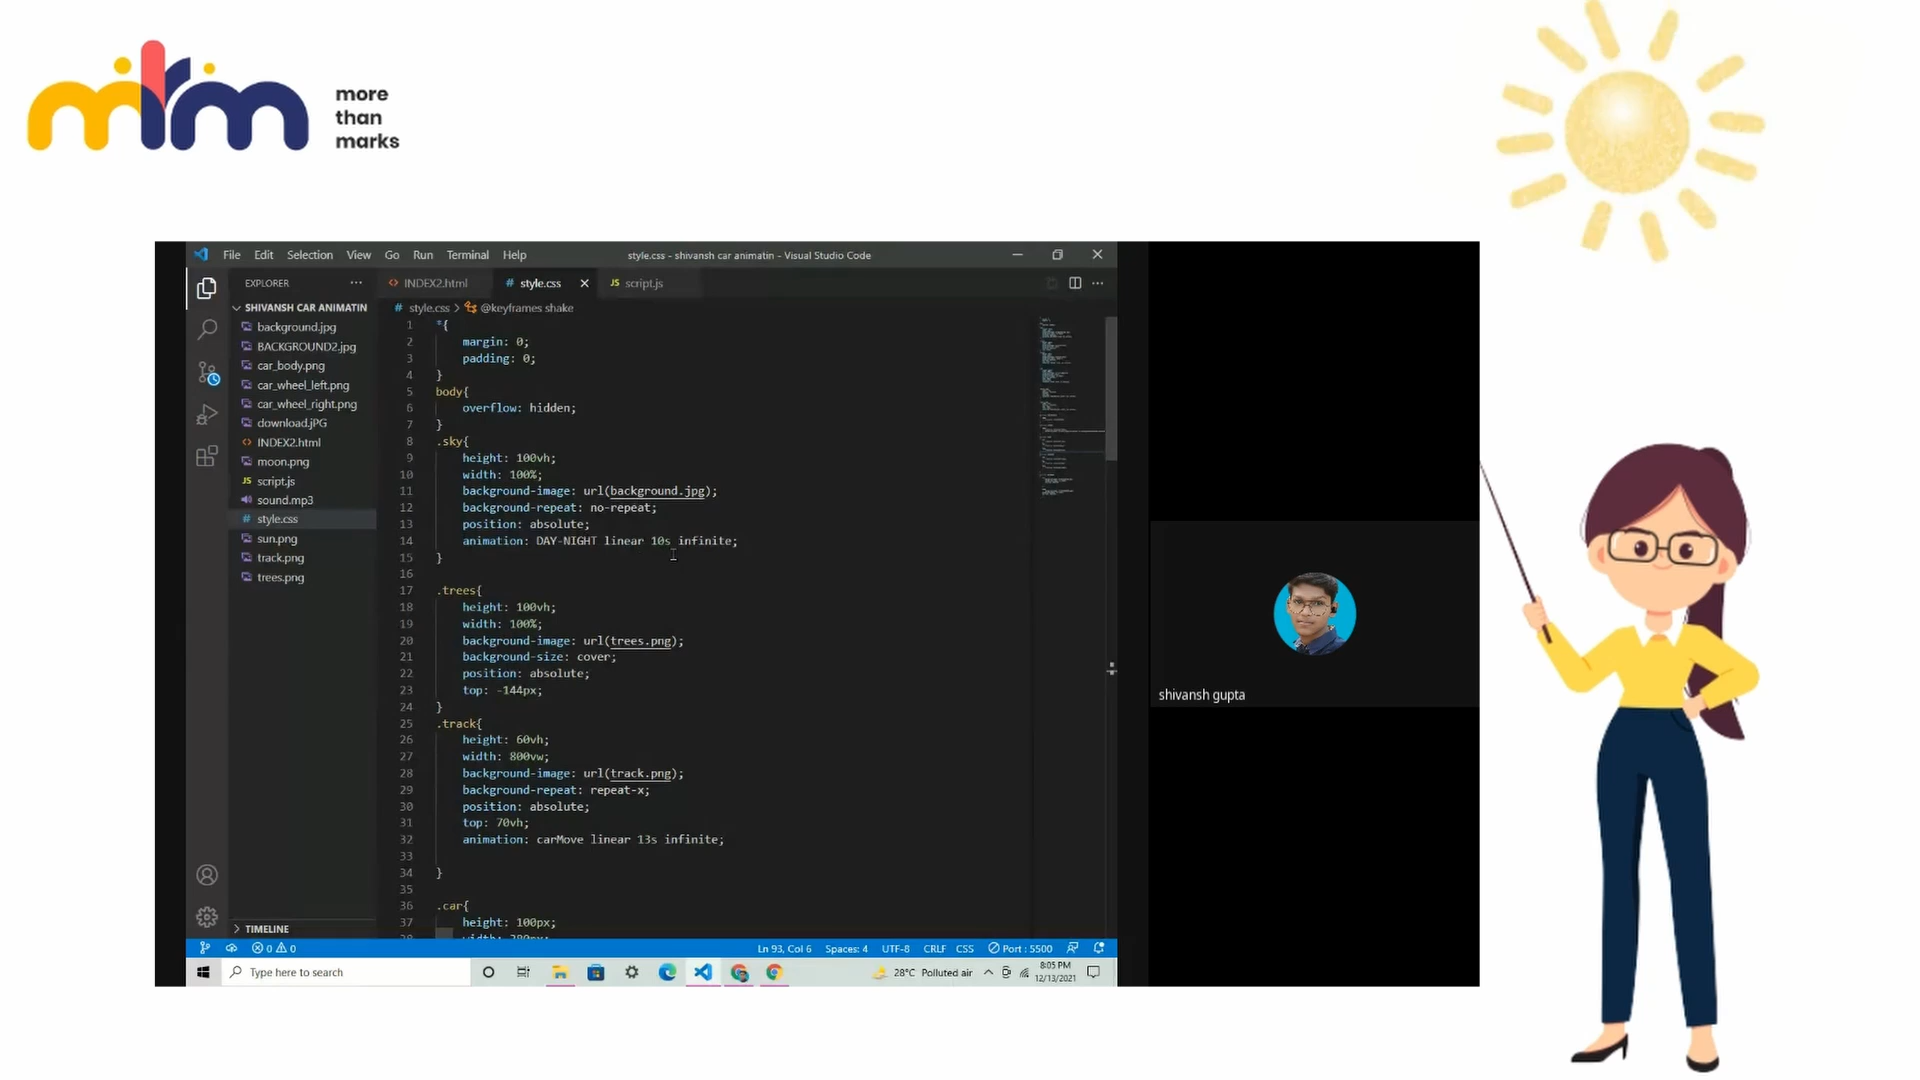 mtm
more
than
marks
File Edit Selection View Go Run Terminal Help
style.css - shivansh car animatin - Visual Studio Code
EXPLORER
INDEX2.html
# style.css
JS script.js
SHIVANSH CAR ANIMATIN
# style.css > @keyframes shake
background.jpg
BACKGROUND2.jpg
car_body.png
car_wheel_left.png
car_wheel_right.png
download.jPG
INDEX2.html
moon.png
JS script.js
sound.mp3
# style.css
sun.png
track.png
trees.png
TIMELINE
1 *{
2 margin: 0;
3 padding: 0;
4 }
5 body{
6 overflow: hidden;
7 }
8 .sky{
9 height: 100vh;
10 width: 100%;
11 background-image: url(background.jpg);
12 background-repeat: no-repeat;
13 position: absolute;
14 animation: DAY-NIGHT linear 10s infinite;
15 }
16
17 .trees{
18 height: 100vh;
19 width: 100%;
20 background-image: url(trees.png);
21 background-size: cover;
22 position: absolute;
23 top: -144px;
24 }
25 .track{
26 height: 60vh;
27 width: 800vw;
28 background-image: url(track.png);
29 background-repeat: repeat-x;
30 position: absolute;
31 top: 70vh;
32 animation: carMove linear 13s infinite;
33
34 }
35
36 .car{
37 height: 100px;
shivansh gupta
0 0 Ln 93, Col 6 Spaces: 4 UTF-8 CRLF CSS Port : 5500
Type here to search
28°C Polluted air
8:05 PM
12/13/2021